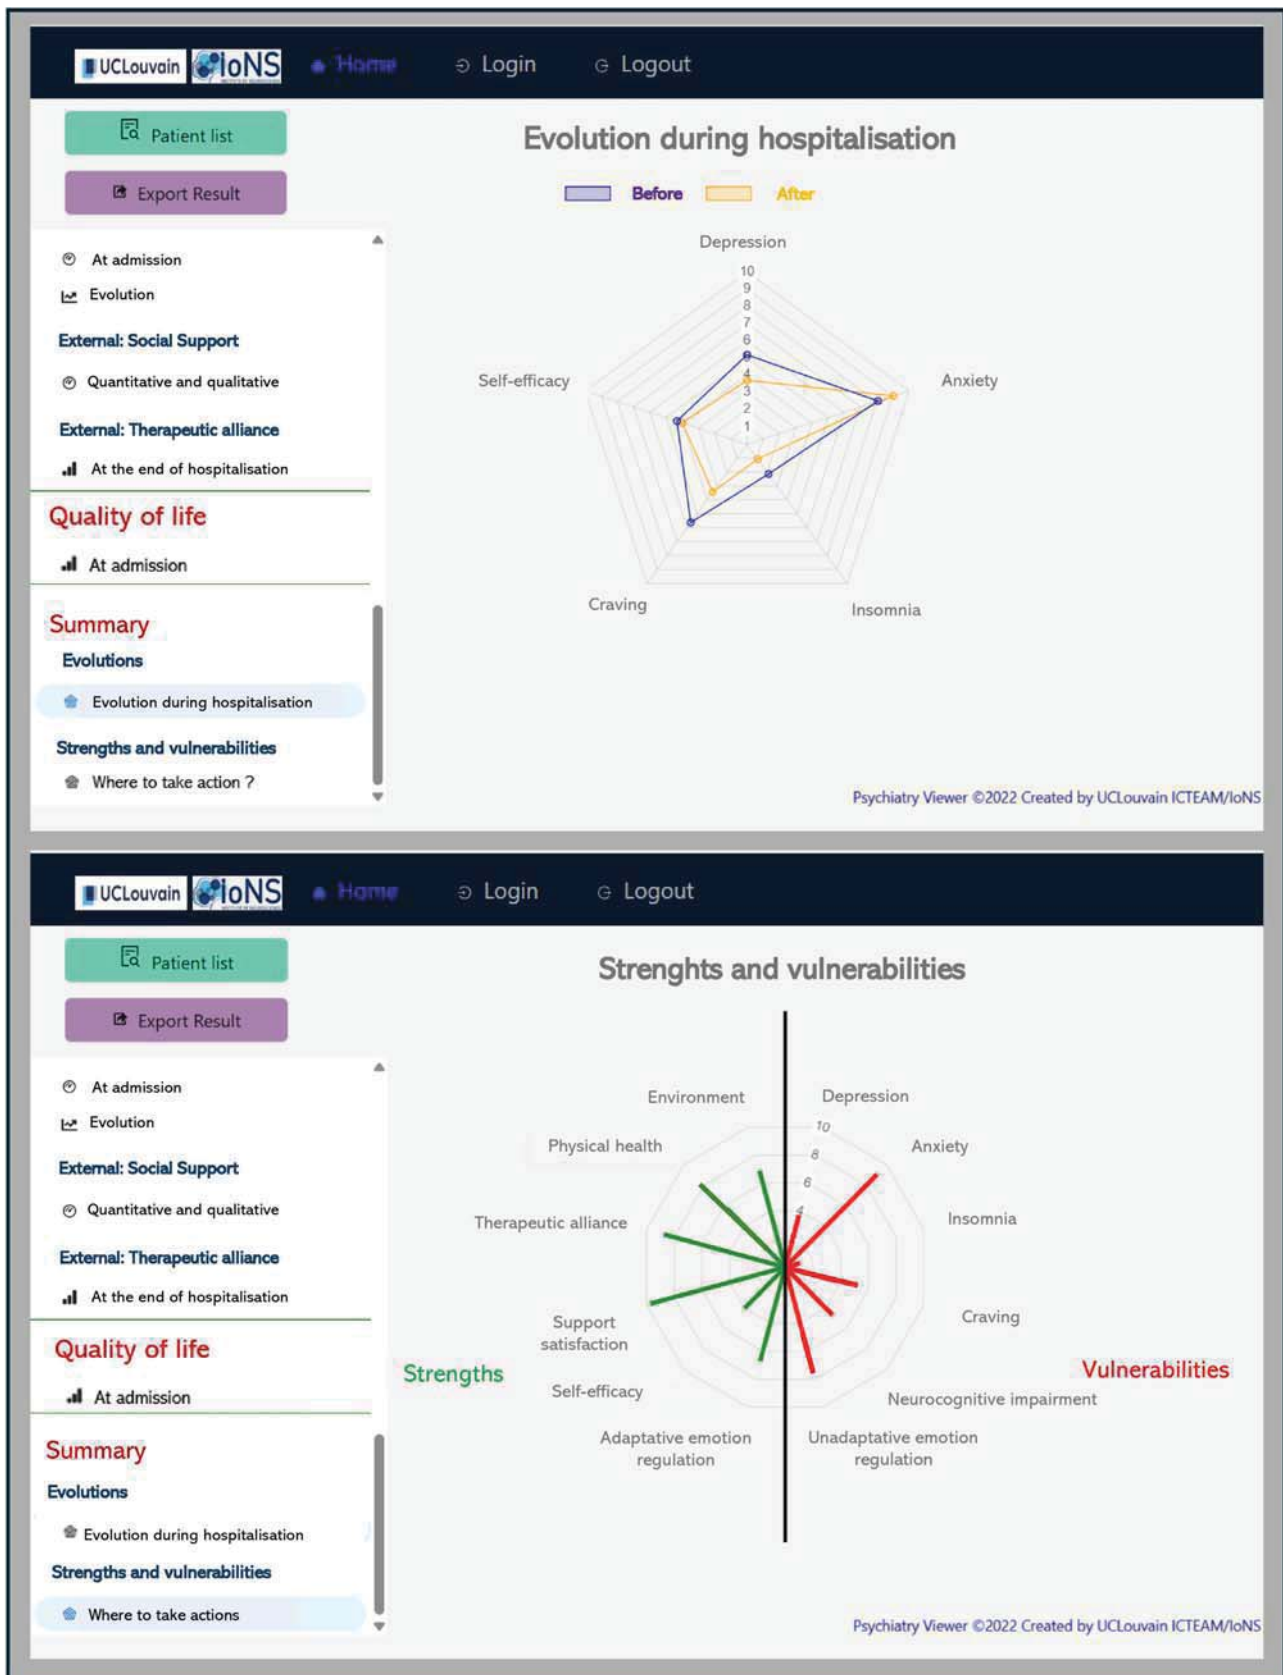 UCLouvain IoNS Home Login Logout
Patient list
Export Result
At admission
Evolution
External: Social Support
Quantitative and qualitative
External: Therapeutic alliance
At the end of hospitalisation
Quality of life
At admission
Summary
Evolutions
Evolution during hospitalisation
Strengths and vulnerabilities
Where to take action ?
Evolution during hospitalisation
Before After
Depression
10
9
8
7
6
5
4
3
2
1
Self-efficacy
Anxiety
Craving
Insomnia
Psychiatry Viewer ©2022 Created by UCLouvain ICTEAM/IoNS
UCLouvain IoNS Home Login Logout
Patient list
Export Result
At admission
Evolution
External: Social Support
Quantitative and qualitative
External: Therapeutic alliance
At the end of hospitalisation
Quality of life
At admission
Summary
Evolutions
Evolution during hospitalisation
Strengths and vulnerabilities
Where to take actions
Strenghts and vulnerabilities
Environment
Depression
10
8
6
4
Physical health
Anxiety
Therapeutic alliance
Insomnia
Support
satisfaction
Craving
Strengths
Vulnerabilities
Self-efficacy
Neurocognitive impairment
Adaptative emotion
regulation
Unadaptative emotion
regulation
Psychiatry Viewer ©2022 Created by UCLouvain ICTEAM/IoNS